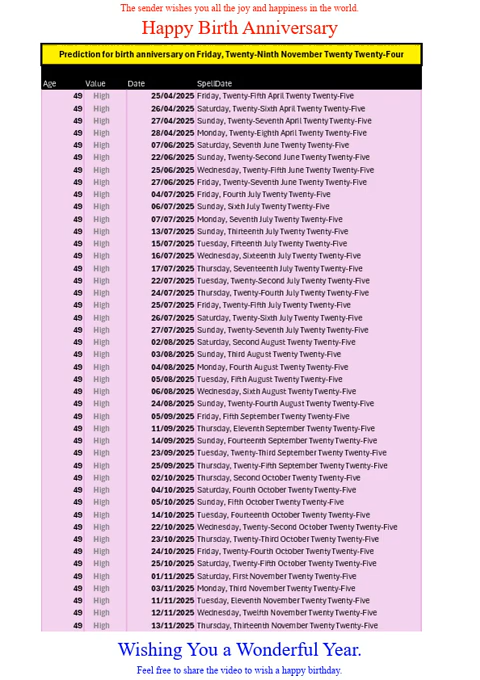 The sender wishes you all the joy and happiness in the world.
Happy Birth Anniversary
Prediction for birth anniversary on Friday, Twenty-Ninth November Twenty Twenty-Four
Age Value Date SpellDate
49 High 25/04/2025 Friday, Twenty-Fifth April Twenty Twenty-Five
49 High 26/04/2025 Saturday, Twenty-Sixth April Twenty Twenty-Five
49 High 27/04/2025 Sunday, Twenty-Seventh April Twenty Twenty-Five
49 High 28/04/2025 Monday, Twenty-Eighth April Twenty Twenty-Five
49 High 07/06/2025 Saturday, Seventh June Twenty Twenty-Five
49 High 22/06/2025 Sunday, Twenty-Second June Twenty Twenty-Five
49 High 25/06/2025 Wednesday, Twenty-Fifth June Twenty Twenty-Five
49 High 27/06/2025 Friday, Twenty-Seventh June Twenty Twenty-Five
49 High 04/07/2025 Friday, Fourth July Twenty Twenty-Five
49 High 06/07/2025 Sunday, Sixth July Twenty Twenty-Five
49 High 07/07/2025 Monday, Seventh July Twenty Twenty-Five
49 High 13/07/2025 Sunday, Thirteenth July Twenty Twenty-Five
49 High 15/07/2025 Tuesday, Fifteenth July Twenty Twenty-Five
49 High 16/07/2025 Wednesday, Sixteenth July Twenty Twenty-Five
49 High 17/07/2025 Thursday, Seventeenth July Twenty Twenty-Five
49 High 22/07/2025 Tuesday, Twenty-Second July Twenty Twenty-Five
49 High 24/07/2025 Thursday, Twenty-Fourth July Twenty Twenty-Five
49 High 25/07/2025 Friday, Twenty-Fifth July Twenty Twenty-Five
49 High 26/07/2025 Saturday, Twenty-Sixth July Twenty Twenty-Five
49 High 27/07/2025 Sunday, Twenty-Seventh July Twenty Twenty-Five
49 High 02/08/2025 Saturday, Second August Twenty Twenty-Five
49 High 03/08/2025 Sunday, Third August Twenty Twenty-Five
49 High 04/08/2025 Monday, Fourth August Twenty Twenty-Five
49 High 05/08/2025 Tuesday, Fifth August Twenty Twenty-Five
49 High 06/08/2025 Wednesday, Sixth August Twenty Twenty-Five
49 High 24/08/2025 Sunday, Twenty-Fourth August Twenty Twenty-Five
49 High 05/09/2025 Friday, Fifth September Twenty Twenty-Five
49 High 11/09/2025 Thursday, Eleventh September Twenty Twenty-Five
49 High 14/09/2025 Sunday, Fourteenth September Twenty Twenty-Five
49 High 23/09/2025 Tuesday, Twenty-Third September Twenty Twenty-Five
49 High 25/09/2025 Thursday, Twenty-Fifth September Twenty Twenty-Five
49 High 02/10/2025 Thursday, Second October Twenty Twenty-Five
49 High 04/10/2025 Saturday, Fourth October Twenty Twenty-Five
49 High 05/10/2025 Sunday, Fifth October Twenty Twenty-Five
49 High 14/10/2025 Tuesday, Fourteenth October Twenty Twenty-Five
49 High 22/10/2025 Wednesday, Twenty-Second October Twenty Twenty-Five
49 High 23/10/2025 Thursday, Twenty-Third October Twenty Twenty-Five
49 High 24/10/2025 Friday, Twenty-Fourth October Twenty Twenty-Five
49 High 25/10/2025 Saturday, Twenty-Fifth October Twenty Twenty-Five
49 High 01/11/2025 Saturday, First November Twenty Twenty-Five
49 High 03/11/2025 Monday, Third November Twenty Twenty-Five
49 High 11/11/2025 Tuesday, Eleventh November Twenty Twenty-Five
49 High 12/11/2025 Wednesday, Twelfth November Twenty Twenty-Five
49 High 13/11/2025 Thursday, Thirteenth November Twenty Twenty-Five
Wishing You a Wonderful Year.
Feel free to share the video to wish a happy birthday.